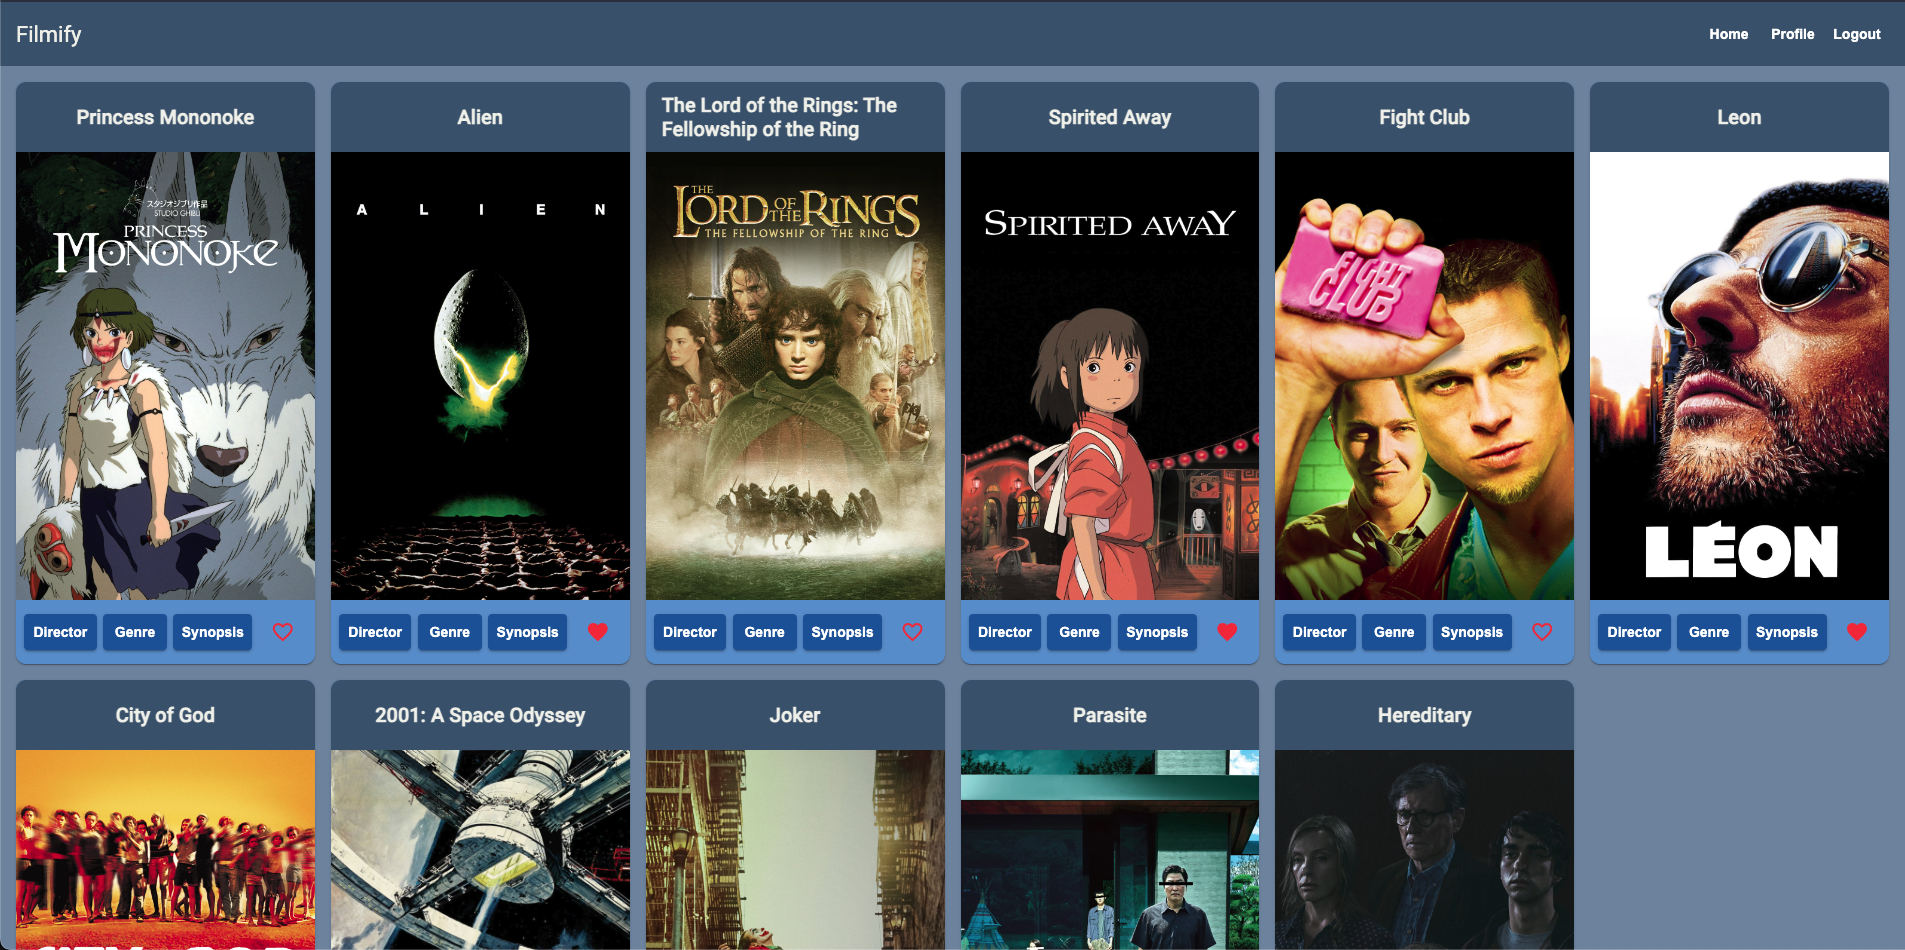 Filmify
Home Profile Logout
Princess Mononoke
スタジオジブリ作品
STUDIO GHIBLI
PRINCESS
MONONOKE
Director Genre Synopsis
Alien
A L I E N
Director Genre Synopsis
The Lord of the Rings: The
Fellowship of the Ring
THE
LORD OF THE RINGS
THE FELLOWSHIP OF THE RING
Director Genre Synopsis
Spirited Away
SPIRITED AWAY
Director Genre Synopsis
Fight Club
FIGHT
CLUB
Director Genre Synopsis
Leon
LÉON
Director Genre Synopsis
City of God
2001: A Space Odyssey
Joker
Parasite
Hereditary